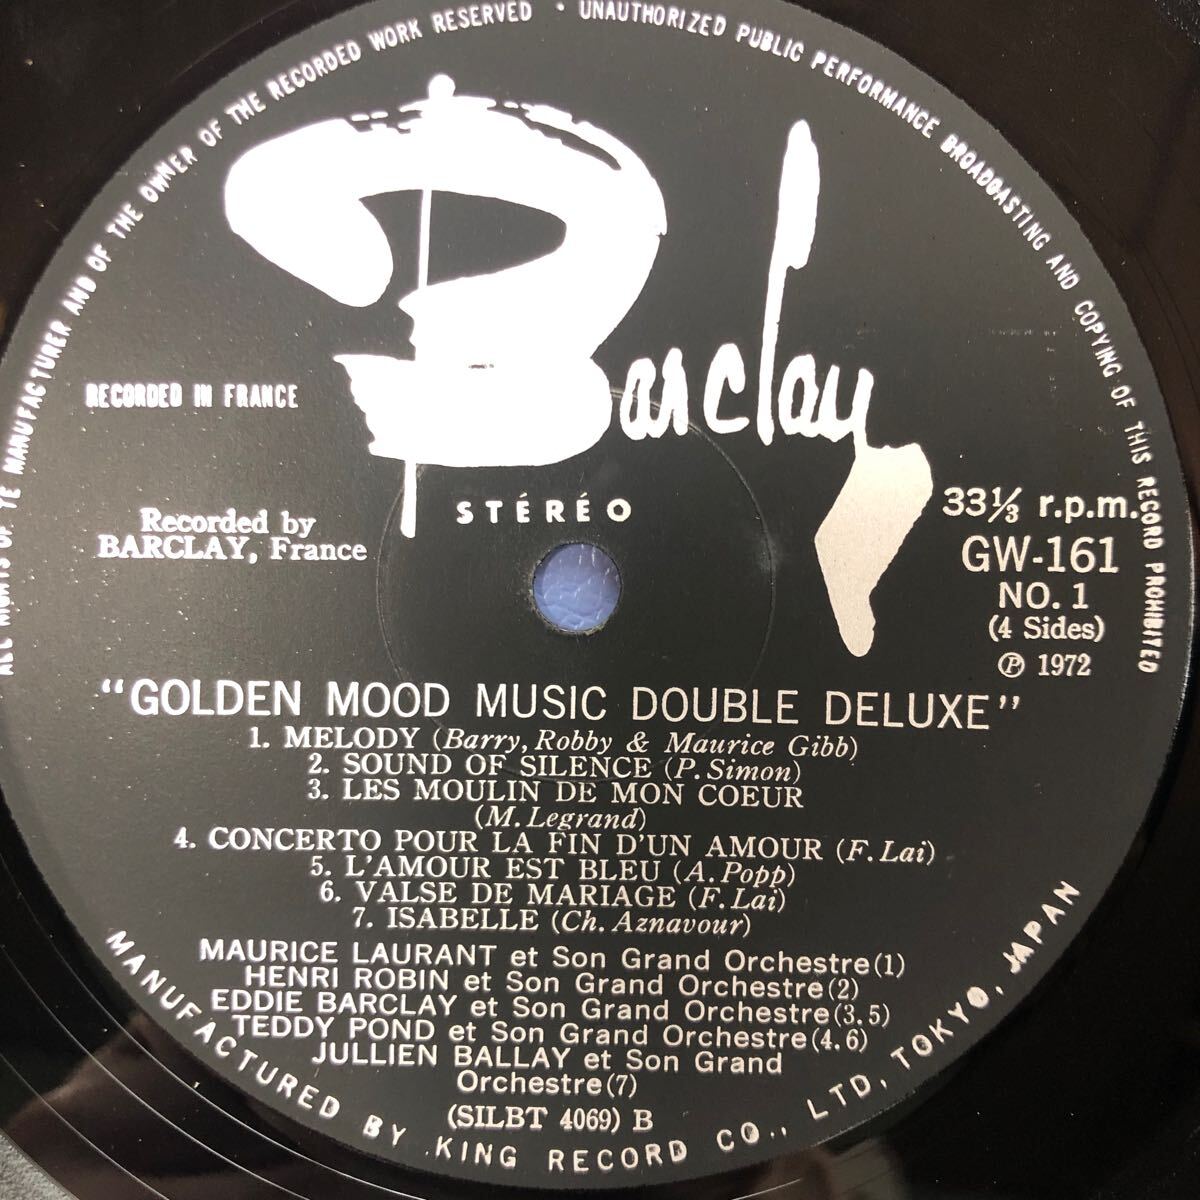 ALL RIGHTS OF YE MANUFACTURER AND OF THE OWNER OF THE RECORDED WORK RESERVED • UNAUTHORIZED PUBLIC PERFORMANCE BROADCASTING AND COPYING OF THIS RECORD PROHIBITED
Barclay
RECORDED IN FRANCE
Recorded by
BARCLAY, France
STÉRÉO
33⅓ r.p.m.
GW-161
NO. 1
(4 Sides)
Ⓟ 1972
"GOLDEN MOOD MUSIC DOUBLE DELUXE"
1. MELODY (Barry, Robby & Maurice Gibb)
2. SOUND OF SILENCE (P. Simon)
3. LES MOULIN DE MON COEUR
(M. Legrand)
4. CONCERTO POUR LA FIN D'UN AMOUR (F. Lai)
5. L'AMOUR EST BLEU (A. Popp)
6. VALSE DE MARIAGE (F. Lai)
7. ISABELLE (Ch. Aznavour)
MAURICE LAURANT et Son Grand Orchestre(1)
HENRI ROBIN et Son Grand Orchestre(2)
EDDIE BARCLAY et Son Grand Orchestre(3.5)
TEDDY POND et Son Grand Orchestre(4.6)
JULLIEN BALLAY et Son Grand
Orchestre(7)
(SILBT 4069) B
MANUFACTURED BY KING RECORD CO., LTD, TOKYO, JAPAN